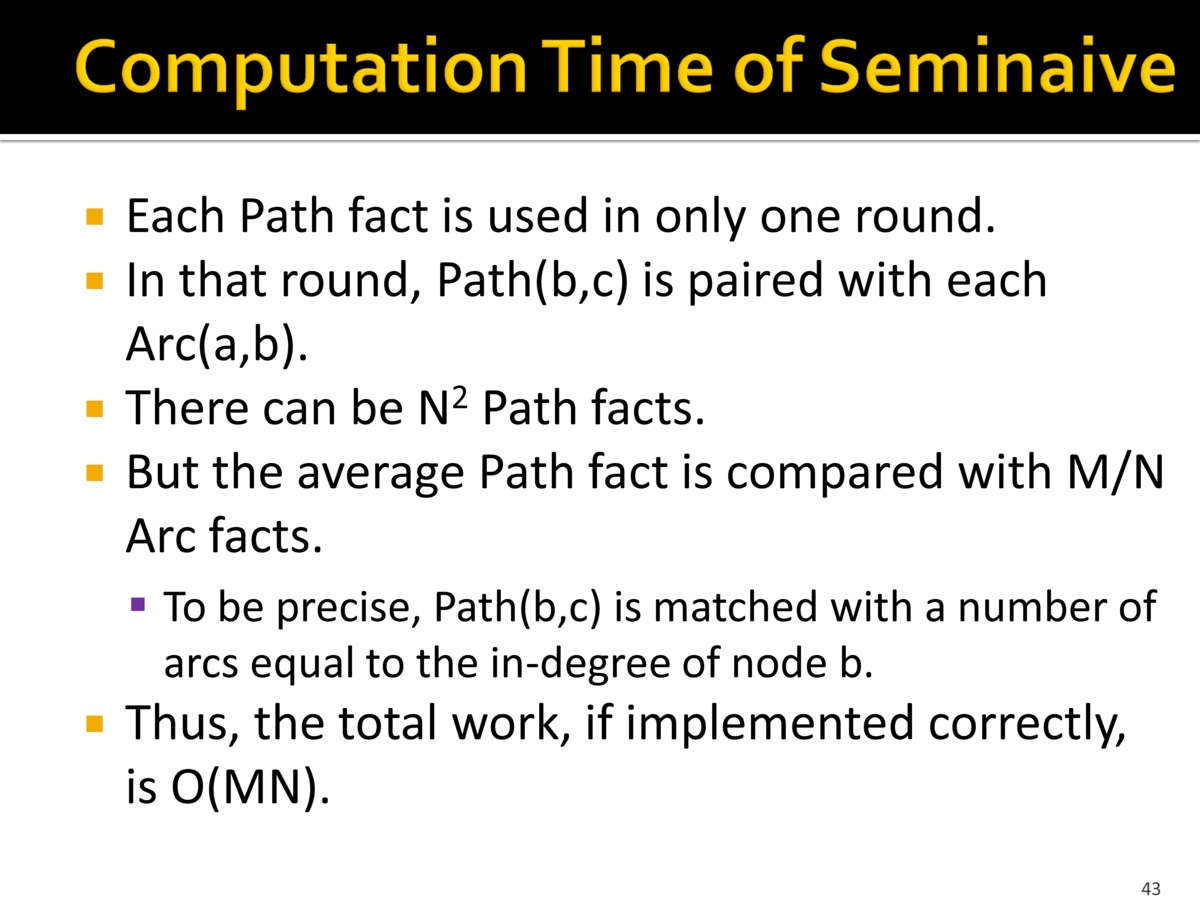 Computation Time of Seminaive
▪ Each Path fact is used in only one round.
▪ In that round, Path(b,c) is paired with each
Arc(a,b).
▪ There can be N² Path facts.
▪ But the average Path fact is compared with M/N
Arc facts.
▪ To be precise, Path(b,c) is matched with a number of
arcs equal to the in-degree of node b.
▪ Thus, the total work, if implemented correctly,
is O(MN).
43